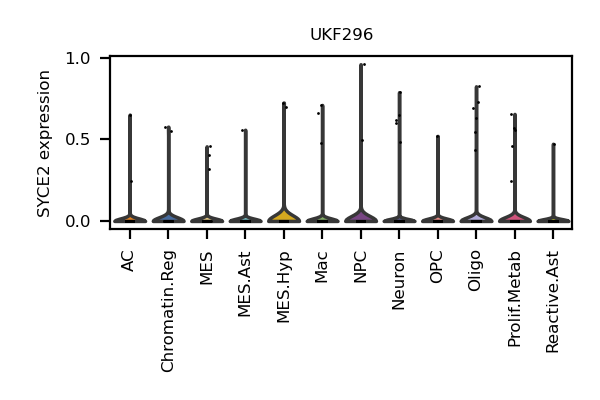 UKF296
SYCE2 expression
1.0
0.5
0.0
AC
Chromatin.Reg
MES
MES.Ast
MES.Hyp
Mac
NPC
Neuron
OPC
Oligo
Prolif.Metab
Reactive.Ast